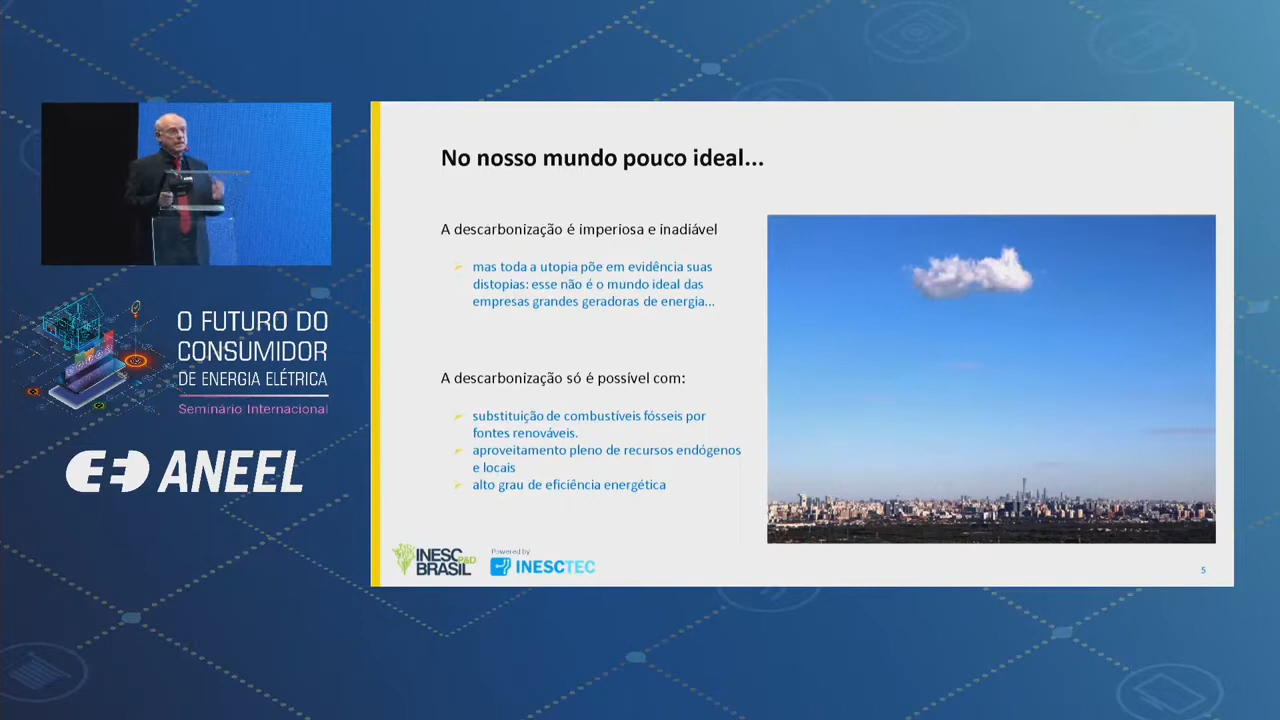 O FUTURO DO
CONSUMIDOR
DE ENERGIA ELÉTRICA
Seminário Internacional
ANEEL
No nosso mundo pouco ideal...
A descarbonização é imperiosa e inadiável
mas toda a utopia põe em evidência suas
distopias: esse não é o mundo ideal das
empresas grandes geradoras de energia...
A descarbonização só é possível com:
substituição de combustíveis fósseis por
fontes renováveis.
aproveitamento pleno de recursos endógenos
e locais
alto grau de eficiência energética
INESC P&D
BRASIL
Powered by
INESCTEC
5